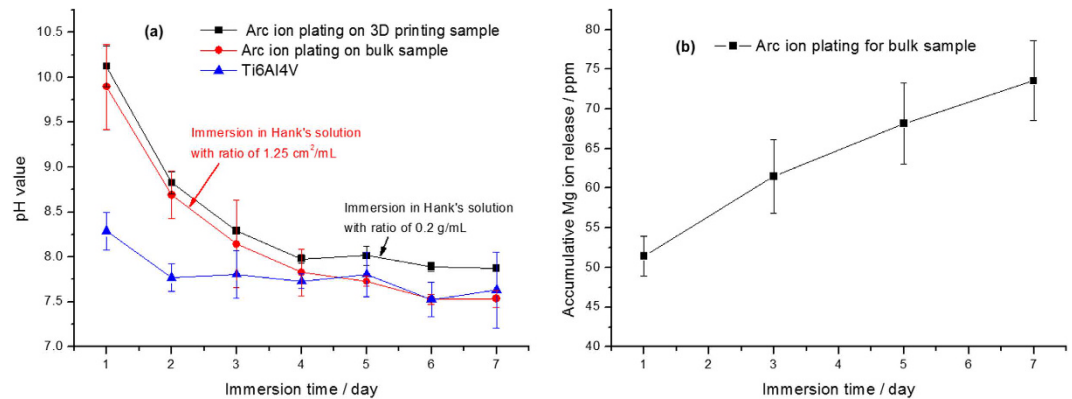 (a)
Arc ion plating on 3D printing sample
Arc ion plating on bulk sample
Ti6Al4V
Immersion in Hank's solution
with ratio of 1.25 cm²/mL
Immersion in Hank's solution
with ratio of 0.2 g/mL
pH value
10.5
10.0
9.5
9.0
8.5
8.0
7.5
7.0
1
2
3
4
5
6
7
Immersion time / day
(b)
Arc ion plating for bulk sample
Accumulative Mg ion release / ppm
80
75
70
65
60
55
50
45
40
1
2
3
4
5
6
7
Immersion time / day